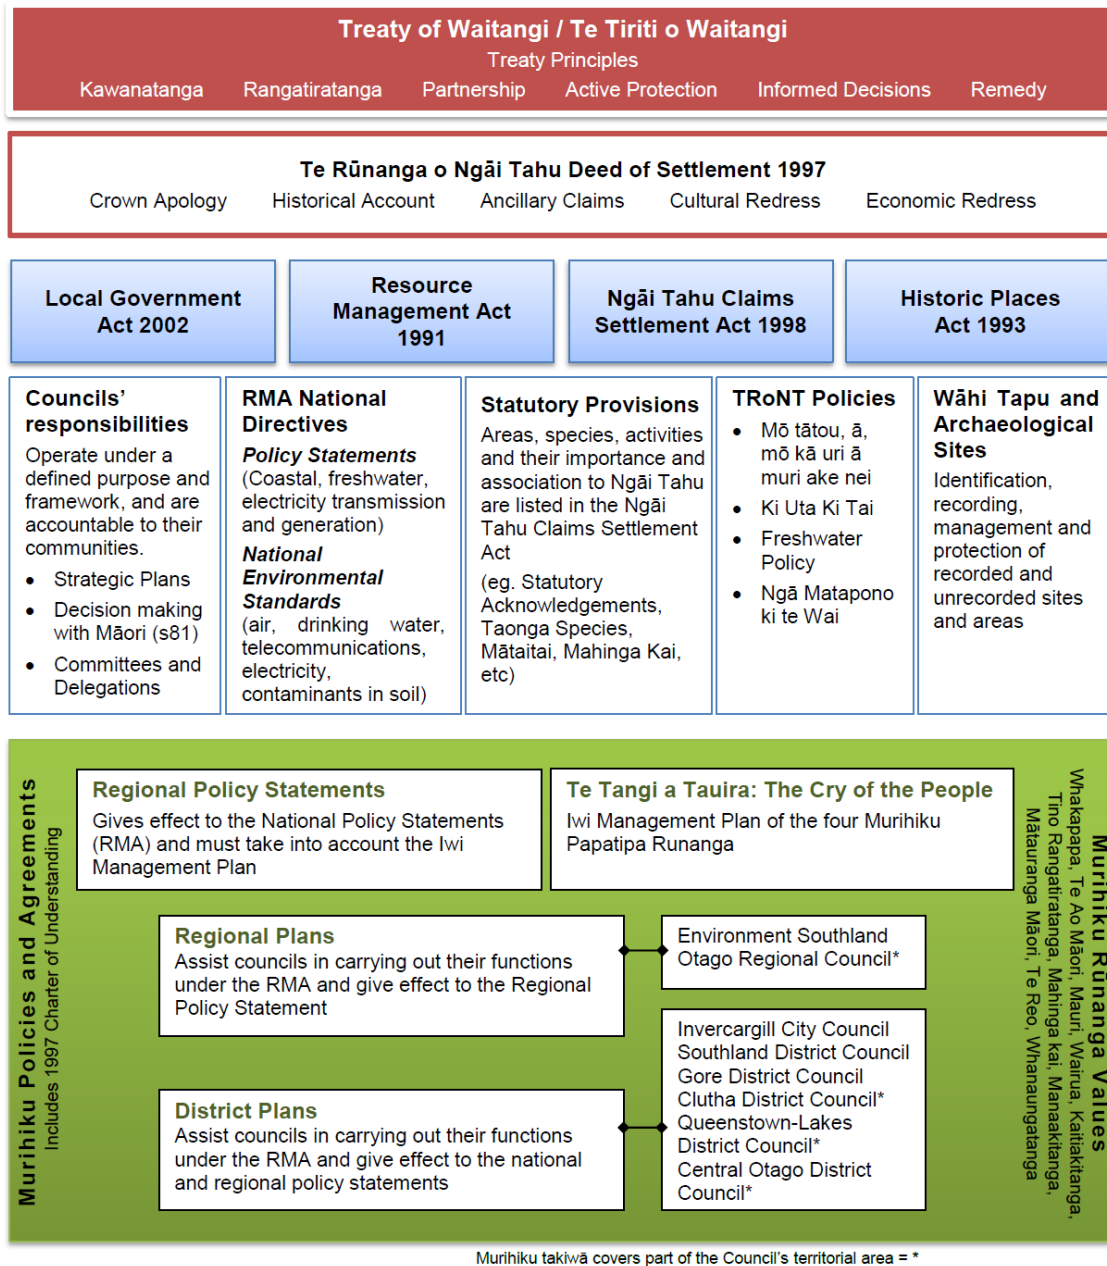 Treaty of Waitangi / Te Tiriti o Waitangi
Treaty Principles
Kawanatanga Rangatiratanga Partnership Active Protection Informed Decisions Remedy
Te Rūnanga o Ngāi Tahu Deed of Settlement 1997
Crown Apology Historical Account Ancillary Claims Cultural Redress Economic Redress
Local Government
Act 2002
Resource
Management Act
1991
Ngāi Tahu Claims
Settlement Act 1998
Historic Places
Act 1993
Councils’
responsibilities
Operate under a
defined purpose and
framework, and are
accountable to their
communities.
• Strategic Plans
• Decision making
with Māori (s81)
• Committees and
Delegations
RMA National
Directives
Policy Statements
(Coastal, freshwater,
electricity transmission
and generation)
National
Environmental
Standards
(air, drinking water,
telecommunications,
electricity,
contaminants in soil)
Statutory Provisions
Areas, species, activities
and their importance and
association to Ngāi Tahu
are listed in the Ngāi
Tahu Claims Settlement
Act
(eg. Statutory
Acknowledgements,
Taonga Species,
Mātaitai, Mahinga Kai,
etc)
TRoNT Policies
• Mō tātou, ā,
mō kā uri ā
muri ake nei
• Ki Uta Ki Tai
• Freshwater
Policy
• Ngā Matapono
ki te Wai
Wāhi Tapu and
Archaeological
Sites
Identification,
recording,
management and
protection of
recorded and
unrecorded sites
and areas
Murihiku Policies and Agreements
Includes 1997 Charter of Understanding
Regional Policy Statements
Gives effect to the National Policy Statements
(RMA) and must take into account the Iwi
Management Plan
Te Tangi a Tauira: The Cry of the People
Iwi Management Plan of the four Murihiku
Papatipa Runanga
Regional Plans
Assist councils in carrying out their functions
under the RMA and give effect to the Regional
Policy Statement
Environment Southland
Otago Regional Council*
District Plans
Assist councils in carrying out their functions
under the RMA and give effect to the national
and regional policy statements
Invercargill City Council
Southland District Council
Gore District Council
Clutha District Council*
Queenstown-Lakes
District Council*
Central Otago District
Council*
Murihiku Rūnanga Values
Whakapapa, Te Ao Māori, Mauri, Wairua, Kaitiakitanga,
Tino Rangatiratanga, Mahinga kai, Manaakitanga,
Mātauranga Māori, Te Reo, Whanaungatanga
Murihiku takiwā covers part of the Council’s territorial area = *